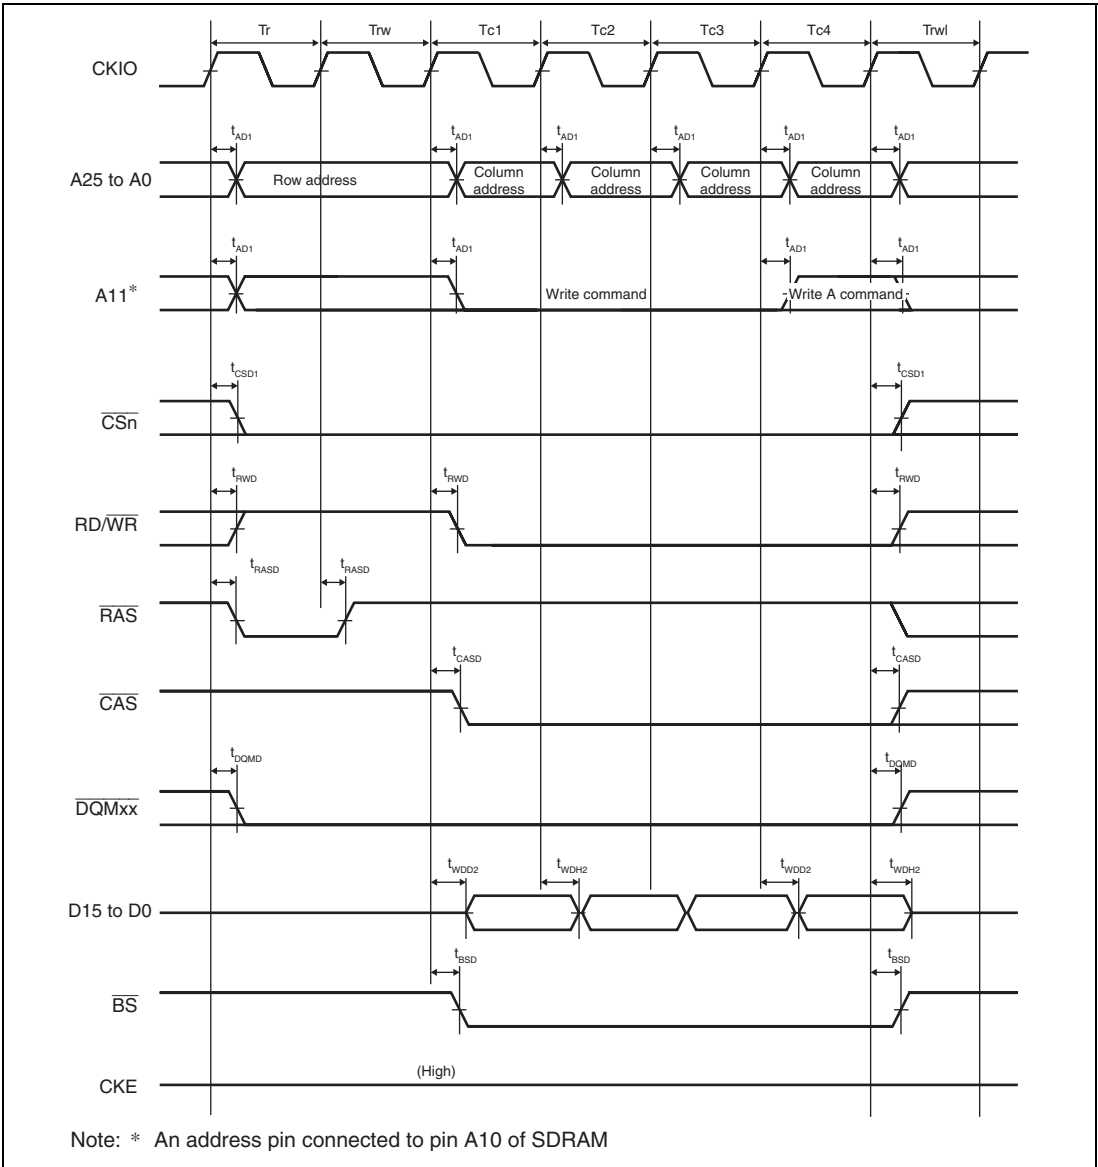 Tr Trw Tc1 Tc2 Tc3 Tc4 Trwl
CKIO
tAD1 tAD1 tAD1 tAD1 tAD1 tAD1
A25 to A0 Row address Column address Column address Column address Column address
tAD1 tAD1 tAD1 tAD1
A11* Write command Write A command
tCSD1 tCSD1
CSn
tRWD tRWD tRWD
RD/WR
tRASD tRASD
RAS
tCASD tCASD
CAS
tDQMD tDQMD
DQMxx
tWDD2 tWDH2 tWDD2 tWDH2
D15 to D0
tBSD tBSD
BS
(High)
CKE
Note: * An address pin connected to pin A10 of SDRAM